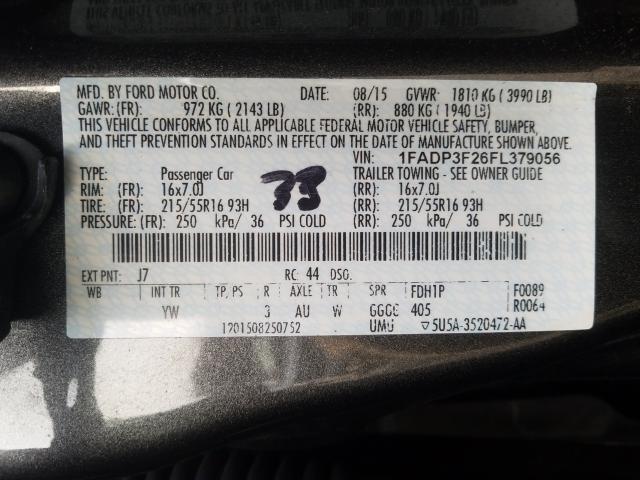 MFD. BY FORD MOTOR CO. DATE: 08/15 GVWR: 1810 KG ( 3990 LB)
GAWR: (FR): 972 KG ( 2143 LB) (RR): 880 KG ( 1940 LB)
THIS VEHICLE CONFORMS TO ALL APPLICABLE FEDERAL MOTOR VEHICLE SAFETY, BUMPER,
AND THEFT PREVENTION STANDARDS IN EFFECT ON THE DATE OF MANUFACTURE SHOWN ABOVE.
VIN: 1FADP3F26FL379056
TYPE: Passenger Car TRAILER TOWING - SEE OWNER GUIDE
RIM: (FR): 16x7.0J (RR): 16x7.0J
TIRE: (FR): 215/55R16 93H (RR): 215/55R16 93H
PRESSURE: (FR): 250 kPa/ 36 PSI COLD (RR): 250 kPa/ 36 PSI COLD
EXT PNT: J7 RC: 44 DSO:
WB INT TR TP, PS R AXLE TR SPR FDH1P F0089
YW 3 AU W GGCC 405 R0064
1201508250752 UMU ▽5U5A-3520472-AA